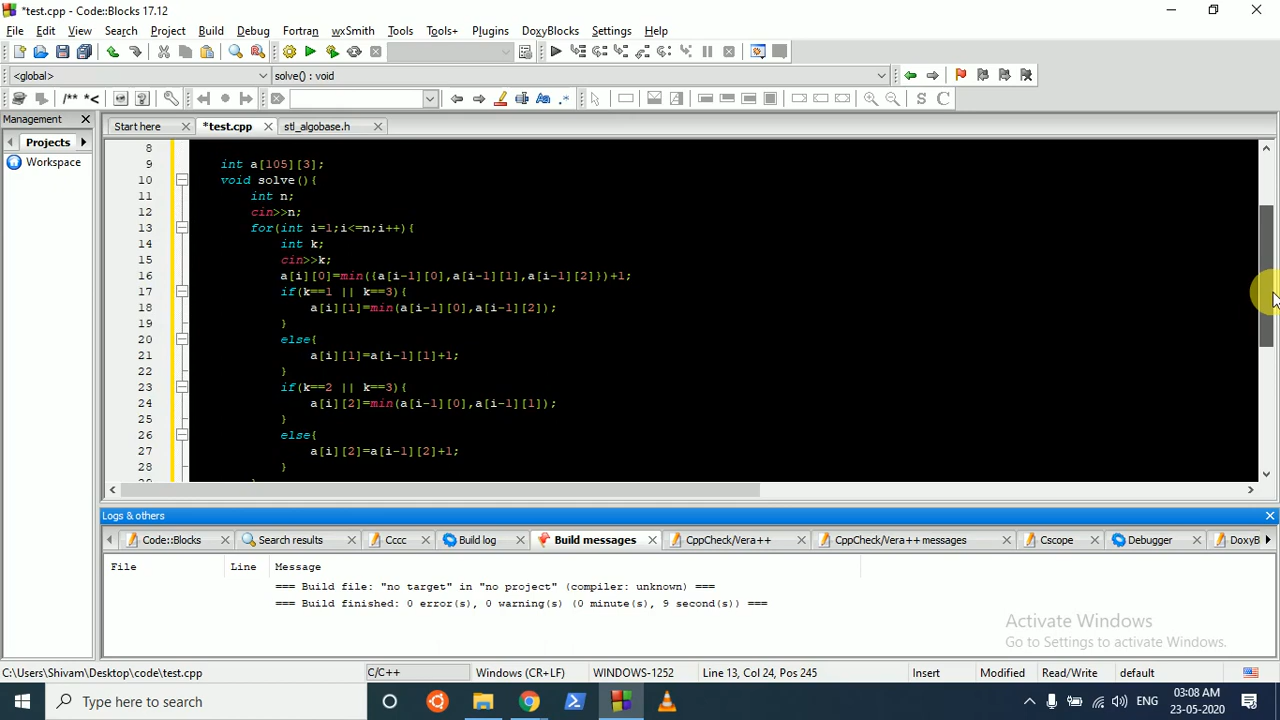 *test.cpp - Code::Blocks 17.12
File Edit View Search Project Build Debug Fortran wxSmith Tools Tools+ Plugins DoxyBlocks Settings Help
<global> solve() : void
/** *<
S C
Management
Start here *test.cpp stl_algobase.h
Projects
Workspace
8
9 int a[105][3];
10 void solve(){
11 int n;
12 cin>>n;
13 for(int i=1;i<=n;i++){
14 int k;
15 cin>>k;
16 a[i][0]=min({a[i-1][0],a[i-1][1],a[i-1][2]})+1;
17 if(k==1 || k==3){
18 a[i][1]=min(a[i-1][0],a[i-1][2]);
19 }
20 else{
21 a[i][1]=a[i-1][1]+1;
22 }
23 if(k==2 || k==3){
24 a[i][2]=min(a[i-1][0],a[i-1][1]);
25 }
26 else{
27 a[i][2]=a[i-1][2]+1;
28 }
Logs & others
Code::Blocks Search results Cccc Build log Build messages CppCheck/Vera++ CppCheck/Vera++ messages Cscope Debugger DoxyB
File Line Message
=== Build file: "no target" in "no project" (compiler: unknown) ===
=== Build finished: 0 error(s), 0 warning(s) (0 minute(s), 9 second(s)) ===
Activate Windows
Go to Settings to activate Windows.
C:\Users\Shivam\Desktop\code\test.cpp C/C++ Windows (CR+LF) WINDOWS-1252 Line 13, Col 24, Pos 245 Insert Modified Read/Write default
Type here to search
ENG
03:08 AM
23-05-2020